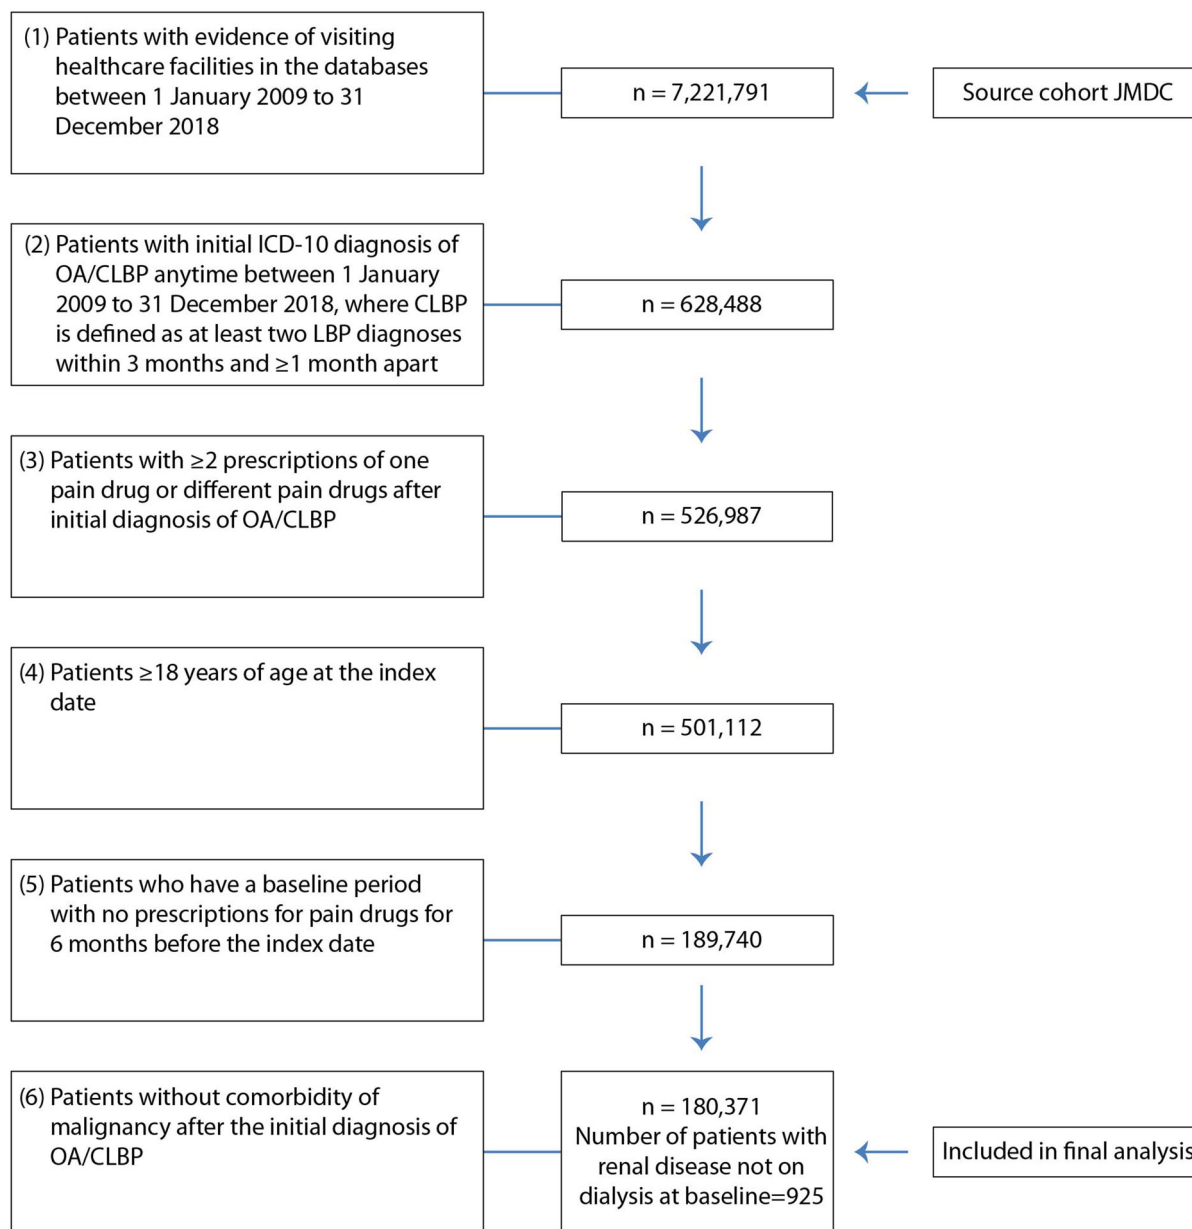 (1) Patients with evidence of visiting
healthcare facilities in the databases
between 1 January 2009 to 31
December 2018
n = 7,221,791
Source cohort JMDC
(2) Patients with initial ICD-10 diagnosis of
OA/CLBP anytime between 1 January
2009 to 31 December 2018, where CLBP
is defined as at least two LBP diagnoses
within 3 months and ≥1 month apart
n = 628,488
(3) Patients with ≥2 prescriptions of one
pain drug or different pain drugs after
initial diagnosis of OA/CLBP
n = 526,987
(4) Patients ≥18 years of age at the index
date
n = 501,112
(5) Patients who have a baseline period
with no prescriptions for pain drugs for
6 months before the index date
n = 189,740
(6) Patients without comorbidity of
malignancy after the initial diagnosis of
OA/CLBP
n = 180,371
Number of patients with
renal disease not on
dialysis at baseline=925
Included in final analysis